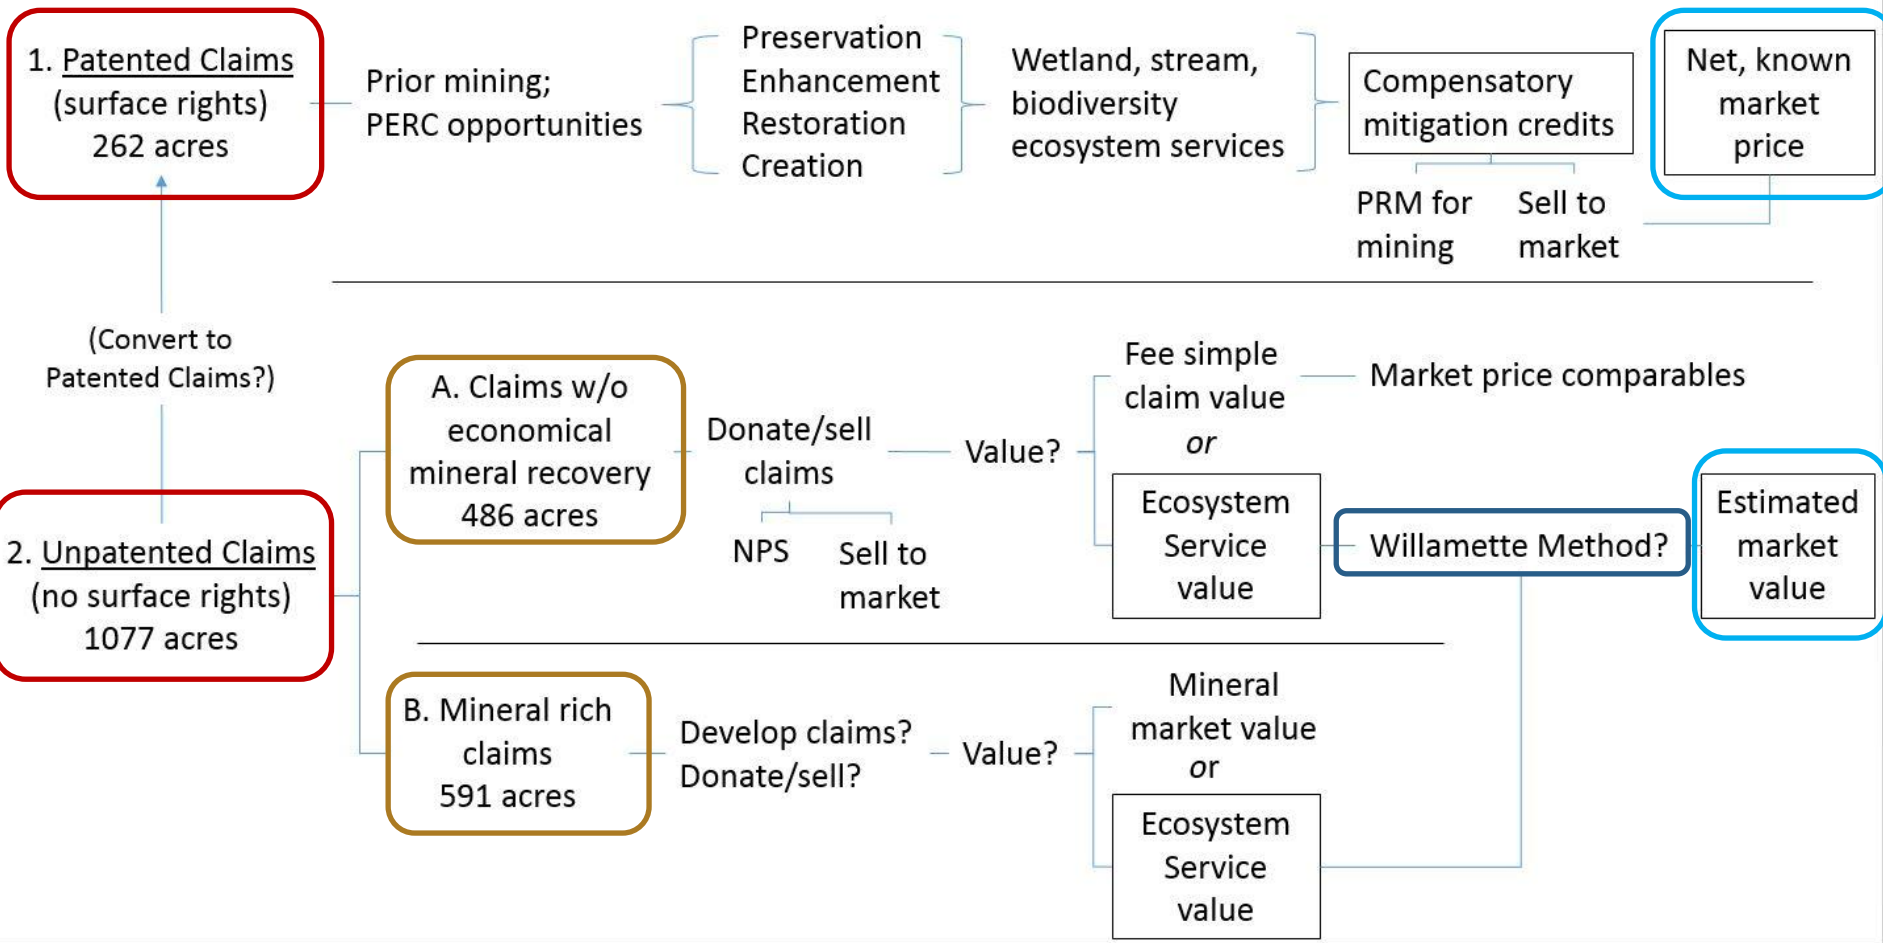 1. Patented Claims
(surface rights)
262 acres
Prior mining;
PERC opportunities
Preservation
Enhancement
Restoration
Creation
Wetland, stream,
biodiversity
ecosystem services
Compensatory
mitigation credits
PRM for
mining
Sell to
market
Net, known
market
price
(Convert to
Patented Claims?)
2. Unpatented Claims
(no surface rights)
1077 acres
A. Claims w/o
economical
mineral recovery
486 acres
Donate/sell
claims
NPS
Sell to
market
Value?
Fee simple
claim value
or
Market price comparables
Ecosystem
Service
value
Willamette Method?
Estimated
market
value
B. Mineral rich
claims
591 acres
Develop claims?
Donate/sell?
Value?
Mineral
market value
or
Ecosystem
Service
value